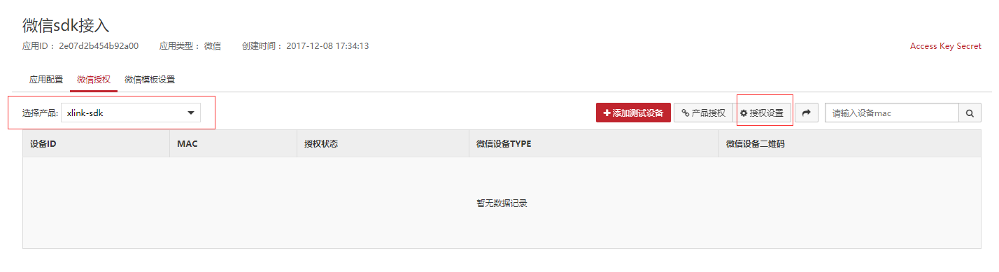 微信sdk接入
应用ID： 2e07d2b454b92a00 应用类型： 微信 创建时间： 2017-12-08 17:34:13 Access Key Secret
应用配置 微信授权 微信模板设置
选择产品: xlink-sdk 添加测试设备 产品授权 授权设置 请输入设备mac
设备ID MAC 授权状态 微信设备TYPE 微信设备二维码
暂无数据记录